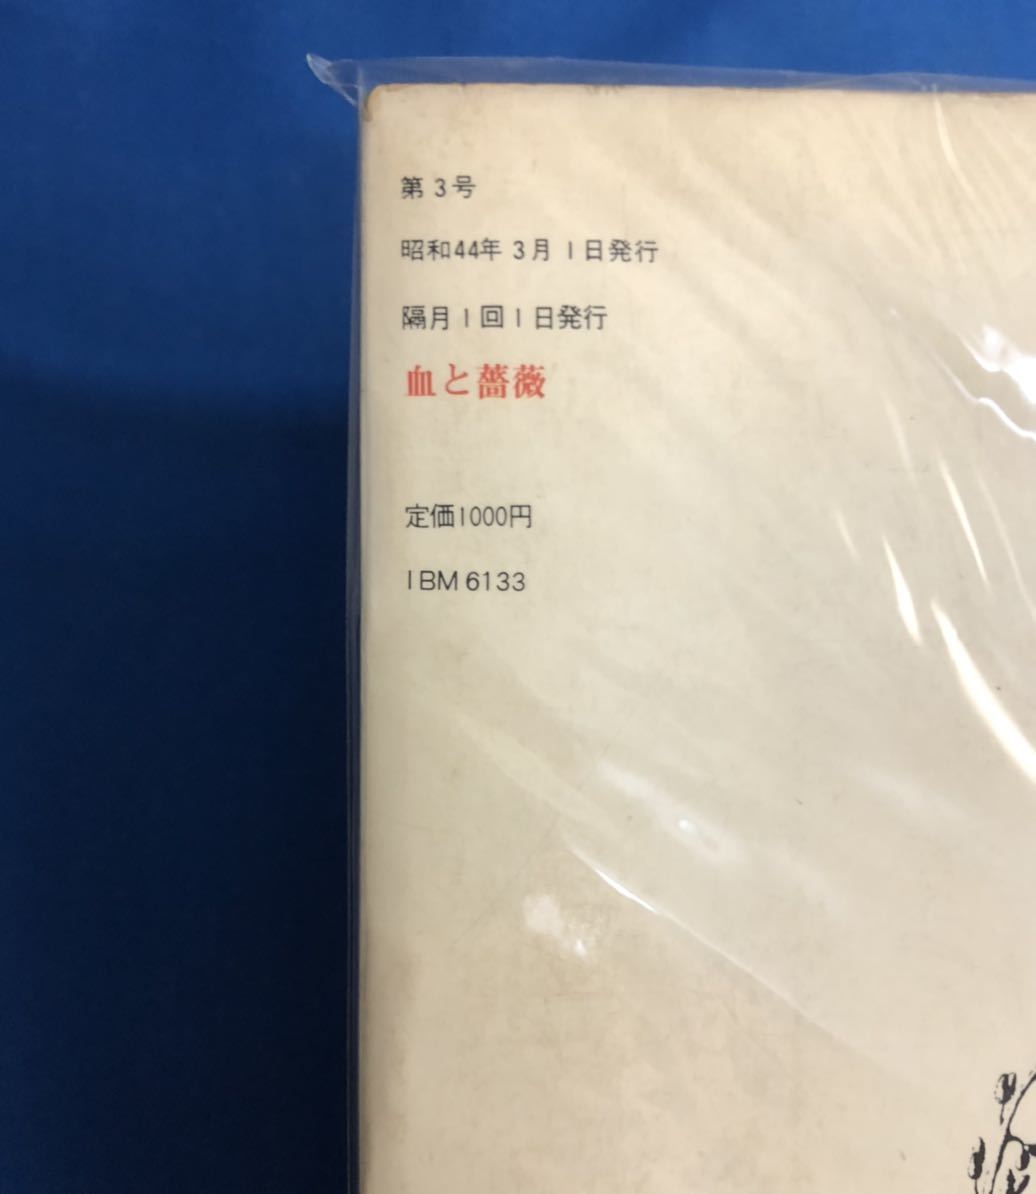 第3号
昭和44年3月1日発行
隔月1回1日発行
血と薔薇
定価1000円
IBM 6133